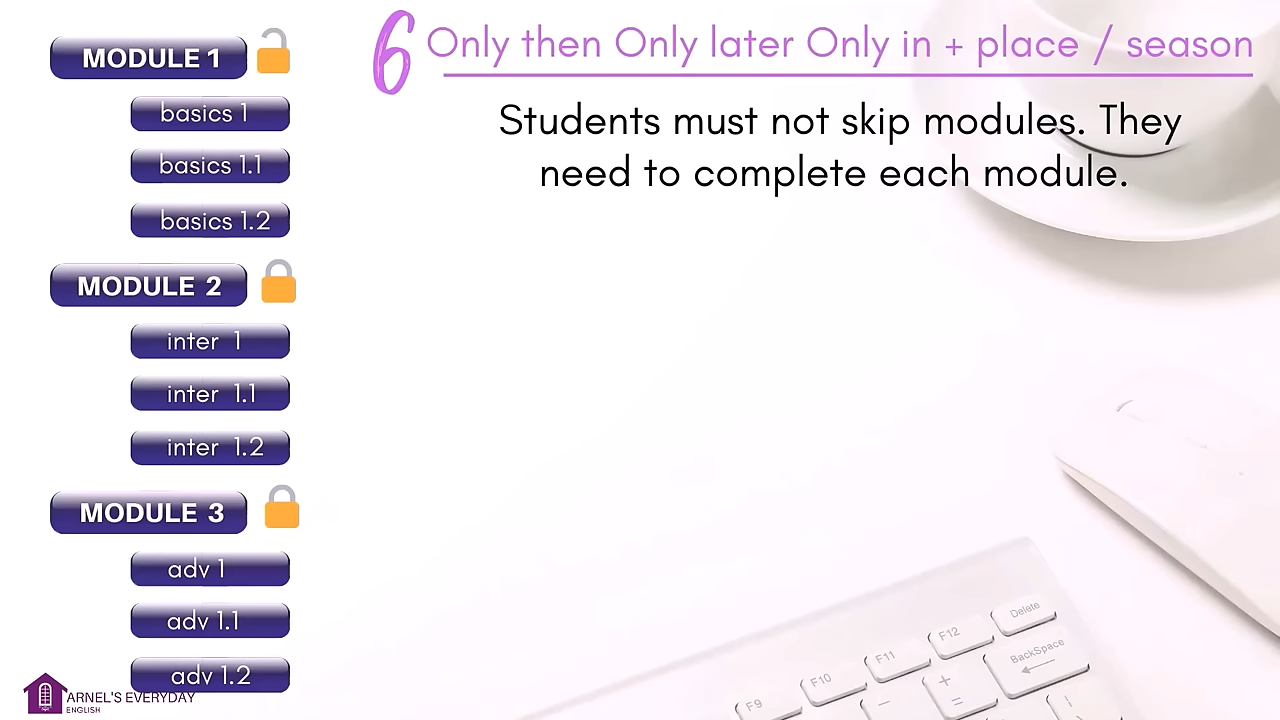 MODULE 1
basics 1
basics 1.1
basics 1.2
MODULE 2
inter 1
inter 1.1
inter 1.2
MODULE 3
adv 1
adv 1.1
adv 1.2
ARNEL'S EVERYDAY
ENGLISH
6 Only then Only later Only in + place / season
Students must not skip modules. They
need to complete each module.
Delete
F12
BackSpace
F11
F10
F9
+
=
-